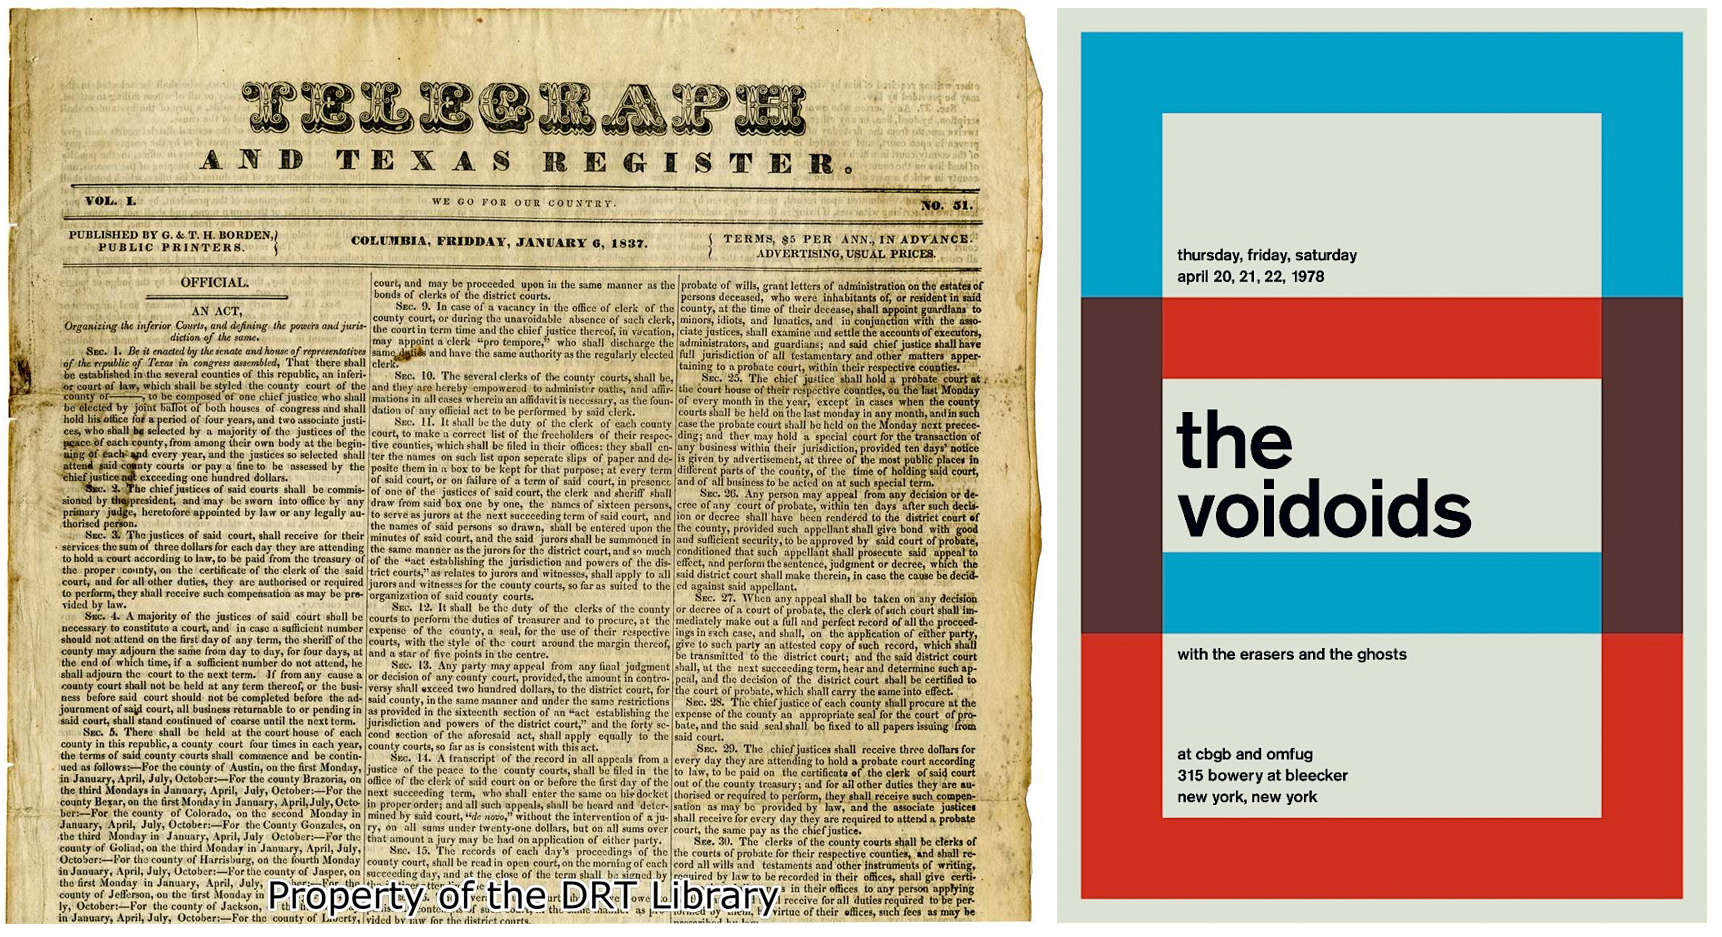 TELEGRAPH
AND TEXAS REGISTER.
VOL. I.
WE GO FOR OUR COUNTRY.
NO. 51.
PUBLISHED BY G. & T. H. BORDEN,
PUBLIC PRINTERS.
COLUMBIA, FRIDDAY, JANUARY 6, 1837.
TERMS, $5 PER ANN., IN ADVANCE.
ADVERTISING, USUAL PRICES.
OFFICIAL.
AN ACT,
Organizing the inferior Courts, and defining the powers and juris-
diction of the same.
SEC. 1. Be it enacted by the senate and house of representatives
of the republic of Texas in congress assembled, That there shall
be established in the several counties of this republic, an inferi-
or court of law, which shall be styled the county court of the
county of———, to be composed of one chief justice who shall
be elected by joint ballot of both houses of congress and shall
hold his office for a period of four years, and two associate justi-
ces, who shall be selected by a majority of the justices of the
peace of each county, from among their own body at the begin-
ning of each and every year, and the justices so selected shall
attend said county courts or pay a fine to be assessed by the
chief justice not exceeding one hundred dollars.
SEC. 2. The chief justices of said courts shall be commis-
sioned by the president, and may be sworn into office by any
primary judge, heretofore appointed by law or any legally au-
thorised person.
SEC. 3. The justices of said court, shall receive for their
services the sum of three dollars for each day they are attending
to hold a court according to law, to be paid from the treasury of
the proper county, on the certificate of the clerk of the said
court, and for all other duties, they are authorised or required
to perform, they shall receive such compensation as may be pro-
vided by law.
SEC. 4. A majority of the justices of said court shall be
necessary to constitute a court, and in case a sufficient number
should not attend on the first day of any term, the sheriff of the
county may adjourn the same from day to day, for four days, at
the end of which time, if a sufficient number do not attend, he
shall adjourn the court to the next term. If from any cause a
county court shall not be held at any term thereof, or the busi-
ness before said court should not be completed before the ad-
journment of said court, all business returnable to or pending in
said court, shall stand continued of coarse until the next term.
SEC. 5. There shall be held at the court house of each
county in this republic, a county court four times in each year,
the terms of said county courts shall commence and be contin-
ued as follows:—For the county of Austin, on the first Monday,
in January, April, July, October:—For the county Brazoria, on
the third Mondays in January, April, July, October:—For the
county Bexar, on the first Monday in January, April, July, Octo-
ber:—For the county of Colorado, on the second Monday in
January, April, July, October:—For the County Gonzales, on
the third Monday in January, April, July October:—For the
county of Goliad, on the third Monday in January, April, July,
October:—For the county of Harrisburg, on the fourth Monday
in January, April, July, October:—For the county of Jasper, on
the first Monday in January, April, July, October:—For the
county of Jefferson, on the first Monday in
ly, October:—For the county of Jackson,
in January, April, July, October:—For the county of Liberty,
court, and may be proceeded upon in the same manner as the
bonds of clerks of the district courts.
SEC. 9. In case of a vacancy in the office of clerk of the
county court, or during the unavoidable absence of such clerk,
the court in term time and the chief justice thereof, in vacation,
may appoint a clerk "pro tempore," who shall discharge the
same duties and have the same authority as the regularly elected
clerk.
SEC. 10. The several clerks of the county courts, shall be,
and they are hereby empowered to administer oaths, and affir-
mations in all cases wherein an affidavit is necessary, as the foun-
dation of any official act to be performed by said clerk.
SEC. 11. It shall be the duty of the clerk of each county
court, to make a correct list of the freeholders of their respec-
tive counties, which shall be filed in their offices: they shall en-
ter the names on such list upon seperate slips of paper and de-
posite them in a box to be kept for that purpose; at every term
of said court, or on failure of a term of said court, in presence
of one of the justices of said court, the clerk and sheriff shall
draw from said box one by one, the names of sixteen persons,
to serve as jurors at the next succeeding term of said court, and
the names of said persons so drawn, shall be entered upon the
minutes of said court, and the said jurors shall be summoned in
the same manner as the jurors for the district court, and so much
of the "act establishing the jurisdiction and powers of the dis-
trict courts," as relates to jurors and witnesses, shall apply to all
jurors and witnesses for the county courts, so far as suited to the
organization of said county courts.
SEC. 12. It shall be the duty of the clerks of the county
courts to perform the duties of treasurer and to procure, at the
expense of the county, a seal, for the use of their respective
courts, with the style of the court around the margin thereof,
and a star of five points in the centre.
SEC. 13. Any party may appeal from any final judgment
or decision of any county court, provided, the amount in contro-
versy shall exceed two hundred dollars, to the district court, for
said county, in the same manner and under the same restrictions
as provided in the sixteenth section of an "act establishing the
jurisdiction and powers of the district court," and the forty se-
cond section of the aforesaid act, shall apply equally to the
county courts, so far as is consistent with this act.
SEC. 14. A transcript of the record in all appeals from a
justice of the peace to the county courts, shall be filed in the
office of the clerk of said court on or before the first day of the
next succeeding term, who shall enter the same on his docket
in proper order; and all such appeals, shall be heard and deter-
mined by said court, "de novo," without the intervention of a ju-
ry, on all sums under twenty-one dollars, but on all sums over
that amount a jury may be had on application of either party.
SEC. 15. The records of each day's proceedings of the
county court, shall be read in open court, on the morning of each
succeeding day, and at the close of the term shall be signed by
vided by law for the district courts.
probate of wills, grant letters of administration on the estates of
persons deceased, who were inhabitants of, or resident in said
county, at the time of their decease, shall appoint guardians to
minors, idiots, and lunatics, and in conjunction with the asso-
ciate justices, shall examine and settle the accounts of executors,
administrators, and guardians; and said chief justice shall have
full jurisdiction of all testamentary and other matters apper-
taining to a probate court, within their respective counties.
SEC. 25. The chief justice shall hold a probate court at
the court house of their respective counties, on the last Monday
of every month in the year, except in cases when the county
courts shall be held on the last monday in any month, and in such
case the probate court shall be held on the Monday next precee-
ding; and they may hold a special court for the transaction of
any business within their jurisdiction, provided ten days' notice
is given by advertisement, at three of the most public places in
different parts of the county, of the time of holding said court,
and of all business to be acted on at such special term.
SEC. 26. Any person may appeal from any decision or de-
cree of any court of probate, within ten days after such decis-
ion or decree shall have been rendered to the district court of
the county, provided such appellant shall give bond with good
and sufficient security, to be approved by said court of probate,
conditioned that such appellant shall prosecute said appeal to
effect, and perform the sentence, judgment or decree, which the
said district court shall make therein, in case the cause be decid-
ed against said appellant.
SEC. 27. When any appeal shall be taken on any decision
or decree of a court of probate, the clerk of such court shall im-
mediately make out a full and perfect record of all the proceed-
ings in such case, and shall, on the application of either party,
give to such party an attested copy of such record, which shall
be transmitted to the district court; and the said district court
shall, at the next succeeding term, hear and determine such ap-
peal, and the decision of the district court shall be certified to
the court of probate, which shall carry the same into effect.
SEC. 28. The chief justice of each county shall procure at the
expense of the county an appropriate seal for the court of pro-
bate, and the said seal shall be fixed to all papers issuing from
said court.
SEC. 29. The chief justices shall receive three dollars for
every day they are attending to hold a probate court according
to law, to be paid on the certificate of the clerk of said court
out of the county treasury; and for all other duties they are au-
thorised or required to perform, they shall receive such compen-
sation as may be provided by law, and the associate justices
shall receive for every day they are required to attend a probate
court, the same pay as the chief justice.
SEC. 30. The clerks of the county courts shall be clerks of
the courts of probate for their respective counties, and shall re-
cord all wills and testaments and other instruments of writing,
required by law to be recorded in their offices, shall give certi-
in their offices to any person applying
receive for all duties required to be per-
formed by them, by virtue of their offices, such fees as may be
Property of the DRT Library
thursday, friday, saturday
april 20, 21, 22, 1978
the
voidoids
with the erasers and the ghosts
at cbgb and omfug
315 bowery at bleecker
new york, new york